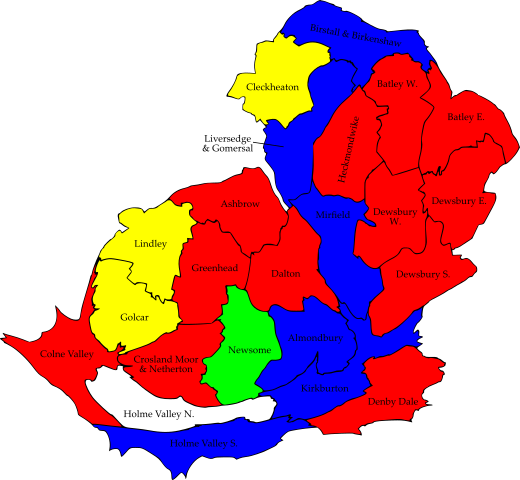 Birstall & Birkenshaw
Cleckheaton
Batley W.
Batley E.
Liversedge
& Gomersal
Heckmondwike
Ashbrow
Mirfield
Dewsbury
W.
Dewsbury E.
Lindley
Greenhead
Dalton
Dewsbury S.
Golcar
Colne Valley
Crosland Moor
& Netherton
Newsome
Almondbury
Kirkburton
Denby Dale
Holme Valley N.
Holme Valley S.